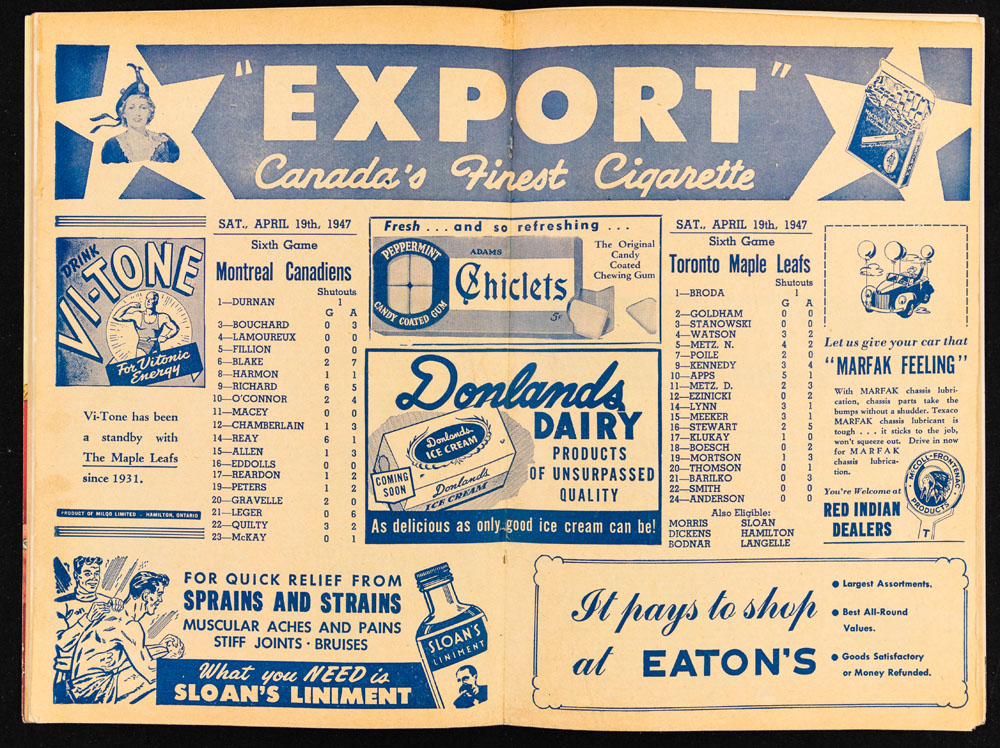 "EXPORT"
Canada's Finest Cigarette
DRINK
VI-TONE
For Vitonic
Energy
Vi-Tone has been
a standby with
The Maple Leafs
since 1931.
PRODUCT OF MILQO LIMITED - HAMILTON, ONTARIO
SAT., APRIL 19th, 1947
Sixth Game
Montreal Canadiens
Shutouts
1—DURNAN 1
G A
3—BOUCHARD 0 3
4—LAMOUREUX 0 0
5—FILLION 0 0
6—BLAKE 2 7
8—HARMON 1 1
9—RICHARD 6 5
10—O'CONNOR 2 4
11—MACEY 0 0
12—CHAMBERLAIN 1 3
14—REAY 6 1
15—ALLEN 1 3
16—EDDOLLS 0 0
17—REARDON 1 2
19—PETERS 1 2
20—GRAVELLE 2 0
21—LEGER 0 6
22—QUILTY 3 2
23—McKAY 0 1
Fresh ... and so refreshing ...
PEPPERMINT
CANDY COATED GUM
ADAMS
Chiclets
5¢
The Original
Candy
Coated
Chewing Gum
Donlands
DAIRY
PRODUCTS
OF UNSURPASSED
QUALITY
Donlands
ICE CREAM
COMING
SOON
Donlands
ICE CREAM
As delicious as only good ice cream can be!
SAT., APRIL 19th, 1947
Sixth Game
Toronto Maple Leafs
Shutouts
1—BRODA 1
G A
2—GOLDHAM 0 0
3—STANOWSKI 0 0
4—WATSON 3 2
5—METZ, N. 4 2
7—POILE 2 0
9—KENNEDY 3 4
10—APPS 5 1
11—METZ, D. 2 3
12—EZINICKI 0 2
14—LYNN 3 1
15—MEEKER 3 1
16—STEWART 2 5
17—KLUKAY 1 0
18—BOESCH 0 2
19—MORTSON 1 3
20—THOMSON 0 1
21—BARILKO 0 3
22—SMITH 0 0
24—ANDERSON 0 0
Also Eligible:
MORRIS SLOAN
DICKENS HAMILTON
BODNAR LANGELLE
Let us give your car that
"MARFAK FEELING"
With MARFAK chassis lubri-
cation, chassis parts take the
bumps without a shudder. Texaco
MARFAK chassis lubricant is
tough . . . it sticks to the job,
won't squeeze out. Drive in now
for MARFAK
chassis
lubrica-
tion.
You're Welcome at
RED INDIAN
DEALERS
McCOLL-FRONTENAC
PRODUCTS
T
FOR QUICK RELIEF FROM
SPRAINS AND STRAINS
MUSCULAR ACHES AND PAINS
STIFF JOINTS · BRUISES
What you NEED is
SLOAN'S LINIMENT
SLOAN'S
LINIMENT
It pays to shop
at EATON'S
● Largest Assortments.
● Best All-Round
Values.
● Goods Satisfactory
or Money Refunded.